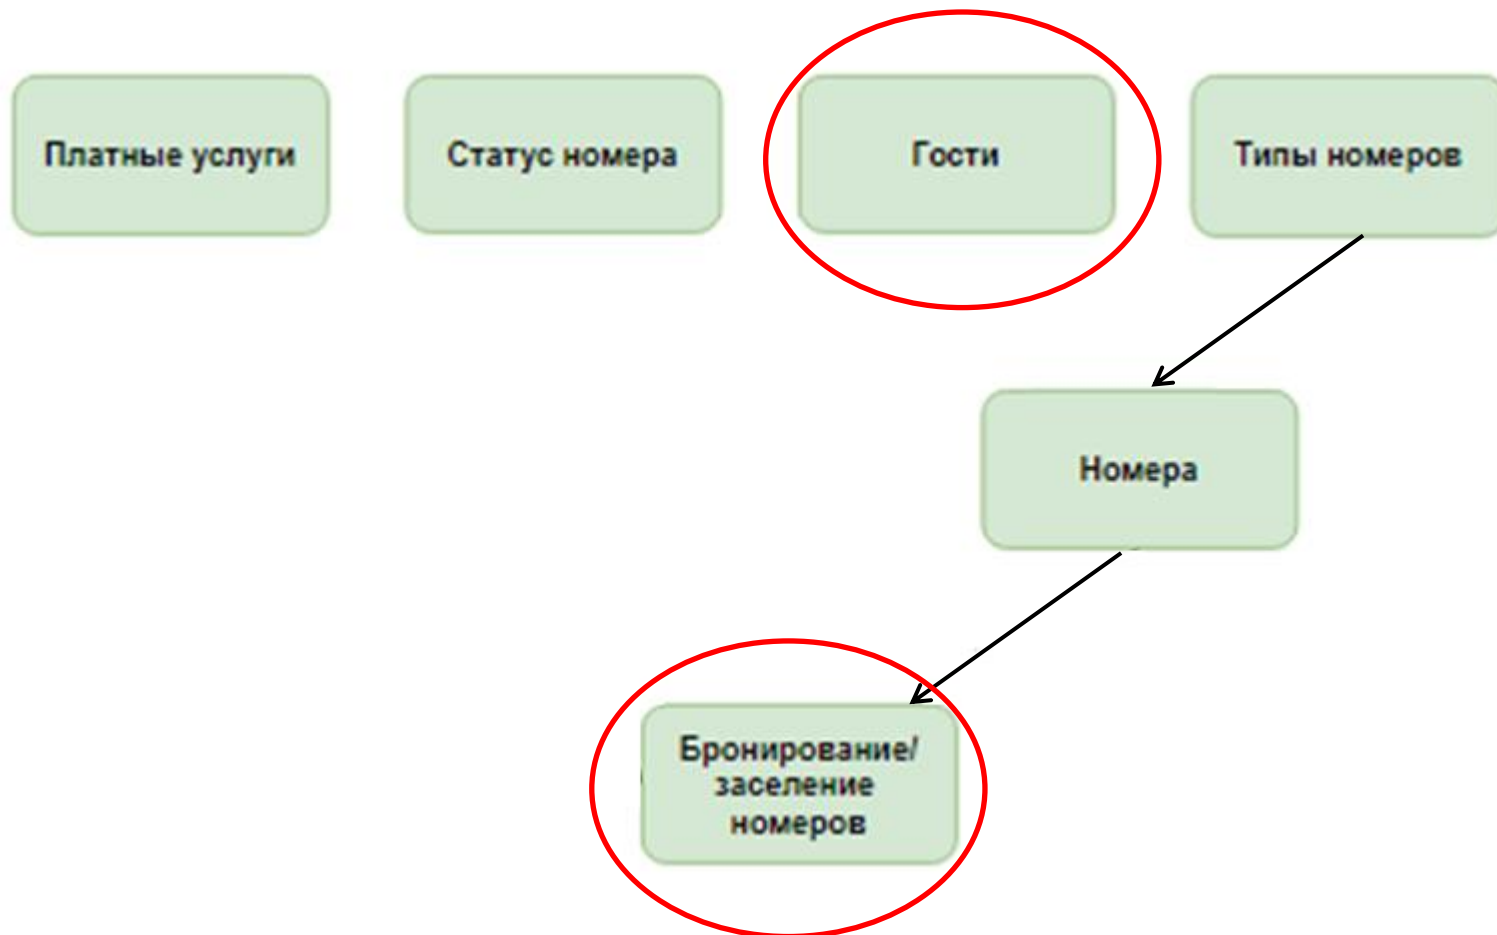 Платные услуги
Статус номера
Гости
Типы номеров
Номера
Бронирование/
заселение
номеров